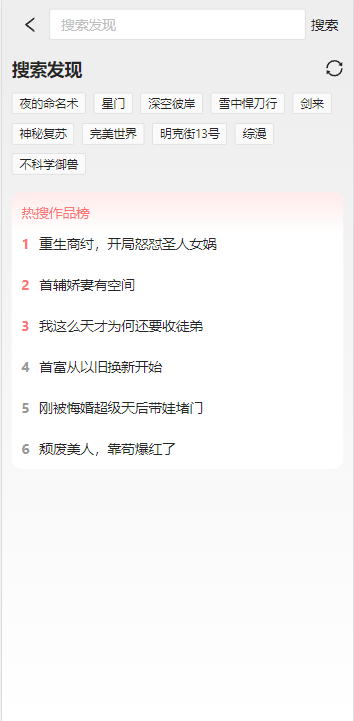 搜索发现 搜索
搜索发现
夜的命名术 星门 深空彼岸 雪中悍刀行 剑来
神秘复苏 完美世界 明克街13号 综漫
不科学御兽
热搜作品榜
1 重生商纣，开局怒怼圣人女娲
2 首辅娇妻有空间
3 我这么天才为何还要收徒弟
4 首富从以旧换新开始
5 刚被悔婚超级天后带娃堵门
6 颓废美人，靠苟爆红了